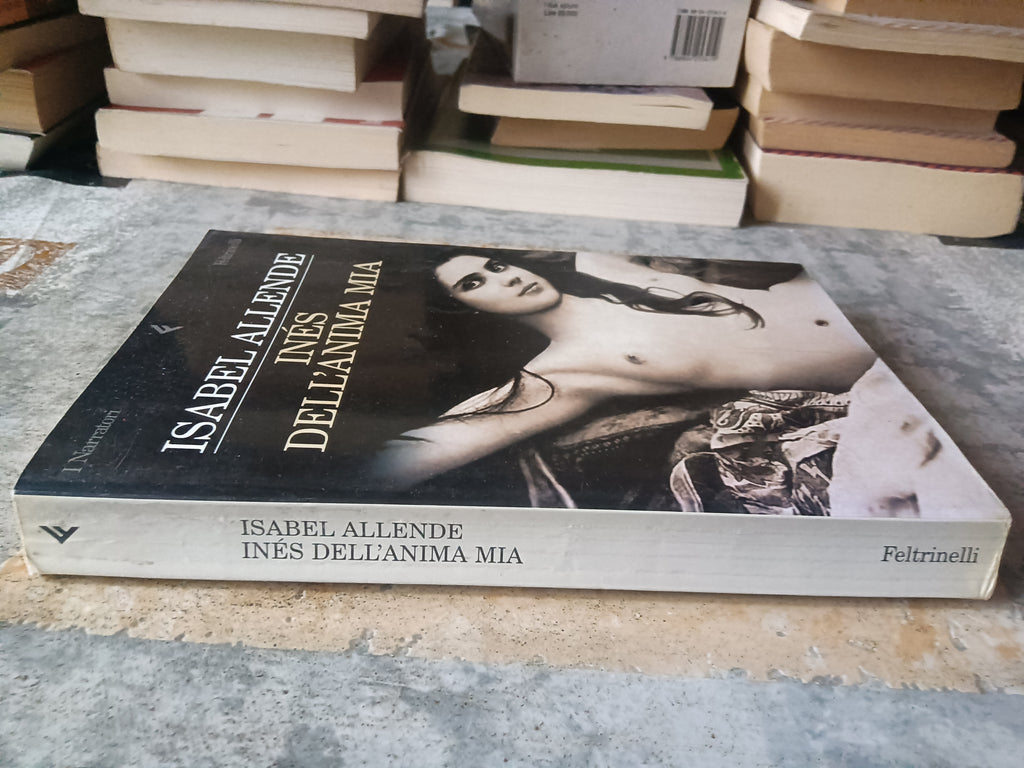 ISABEL ALLENDE
INÉS
DELL'ANIMA MIA
I Narratori
Feltrinelli
ISABEL ALLENDE
INÉS DELL'ANIMA MIA
Feltrinelli